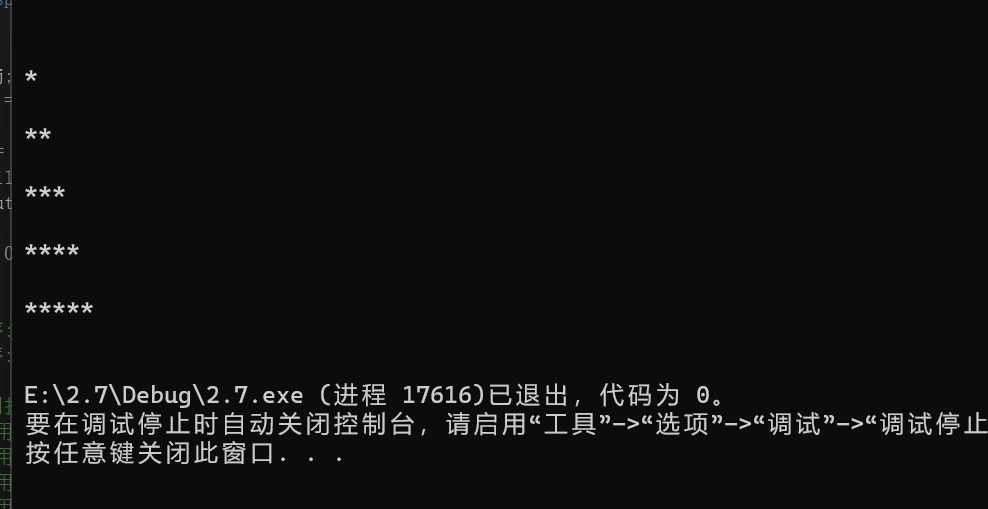 *
**
***
****
*****
E:\2.7\Debug\2.7.exe (进程 17616)已退出，代码为 0。
要在调试停止时自动关闭控制台，请启用“工具”->“选项”->“调试”->“调试停止
按任意键关闭此窗口. . .